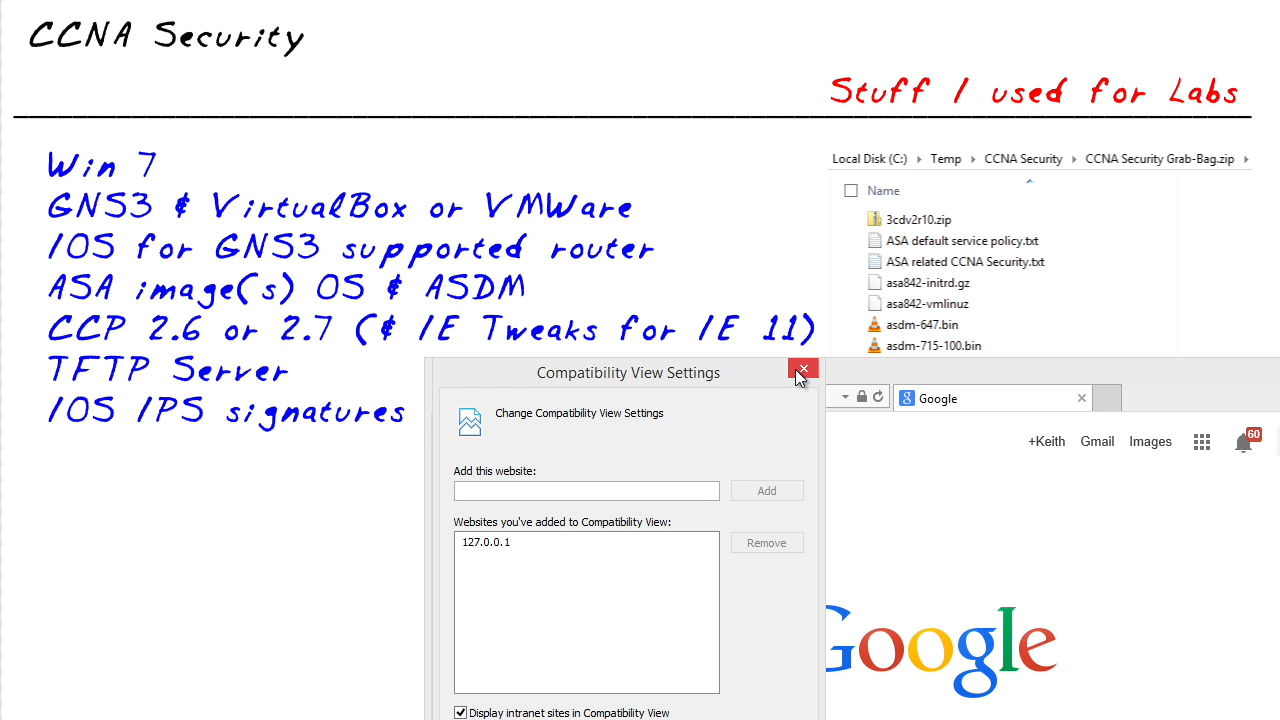 CCNA Security
Stuff I used for Labs
Win 7
GNS3 & VirtualBox or VMWare
IOS for GNS3 supported router
ASA image(s) OS & ASDM
CCP 2.6 or 2.7 (& IE Tweaks for IE 11)
TFTP Server
IOS IPS signatures
Local Disk (C:) Temp CCNA Security CCNA Security Grab-Bag.zip
Name
3cdv2r10.zip
ASA default service policy.txt
ASA related CCNA Security.txt
asa842-initrd.gz
asa842-vmlinuz
asdm-647.bin
asdm-715-100.bin
Compatibility View Settings
Change Compatibility View Settings
Add this website:
Add
Websites you've added to Compatibility View:
127.0.0.1
Remove
Display intranet sites in Compatibility View
8 Google
+Keith Gmail Images 60
Google